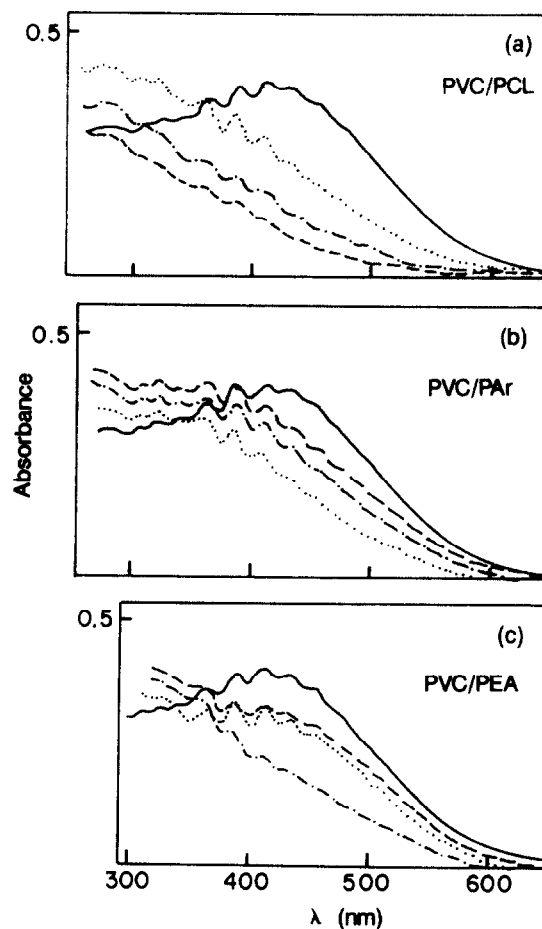 0.5
(a)
PVC/PCL
0.5
(b)
PVC/PAr
Absorbance
0.5
(c)
PVC/PEA
300 400 500 600
λ (nm)